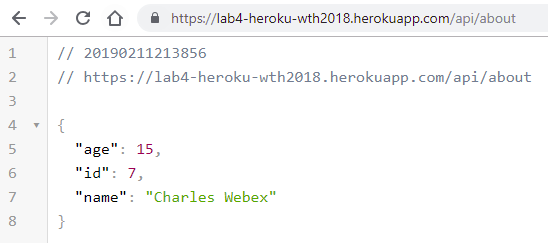 https://lab4-heroku-wth2018.herokuapp.com/api/about
1 // 20190211213856
2 // https://lab4-heroku-wth2018.herokuapp.com/api/about
3
4 {
5 "age": 15,
6 "id": 7,
7 "name": "Charles Webex"
8 }